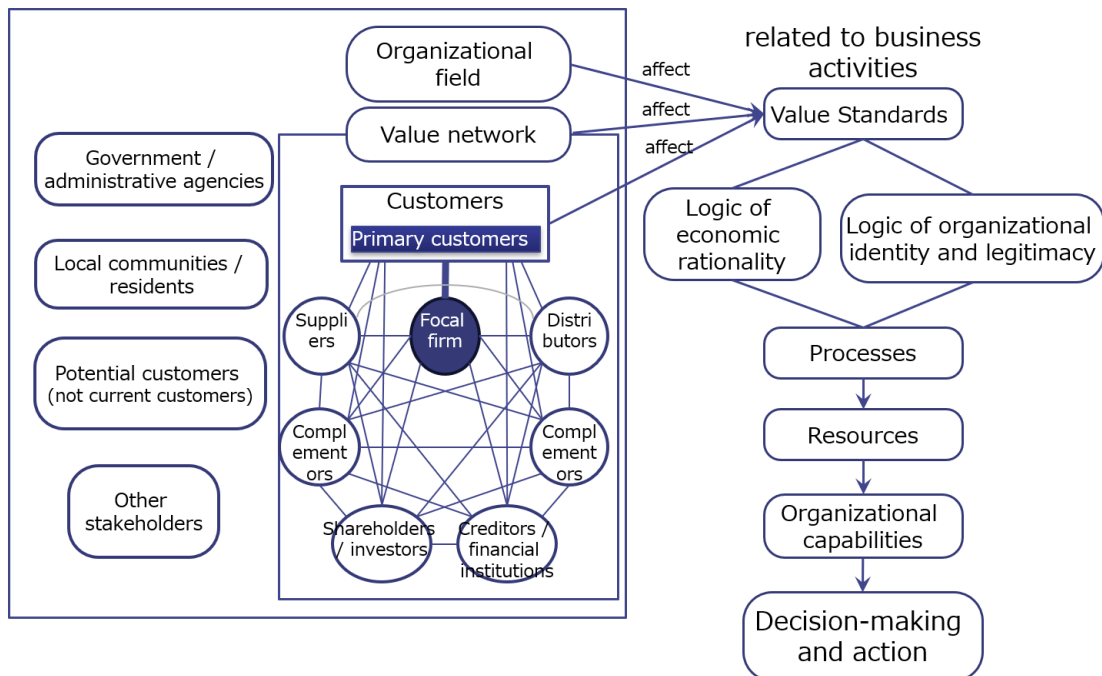 Organizational
field
Value network
Government /
administrative agencies
Local communities /
residents
Potential customers
(not current customers)
Other
stakeholders
Customers
Primary customers
Suppli
ers
Focal
firm
Distri
butors
Compl
ement
ors
Compl
ement
ors
Shareholders
/ investors
Creditors /
financial
institutions
affect
affect
affect
related to business
activities
Value Standards
Logic of
economic
rationality
Logic of organizational
identity and legitimacy
Processes
Resources
Organizational
capabilities
Decision-making
and action